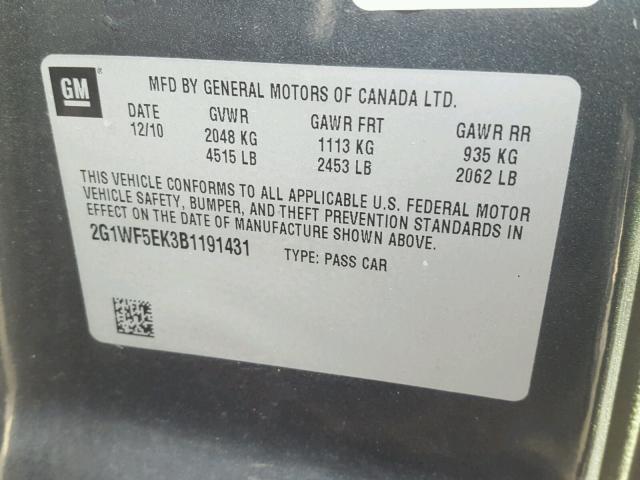 GM ®
MFD BY GENERAL MOTORS OF CANADA LTD.
DATE GVWR GAWR FRT GAWR RR
12/10 2048 KG 1113 KG 935 KG
4515 LB 2453 LB 2062 LB
THIS VEHICLE CONFORMS TO ALL APPLICABLE U.S. FEDERAL MOTOR
VEHICLE SAFETY, BUMPER, AND THEFT PREVENTION STANDARDS IN
EFFECT ON THE DATE OF MANUFACTURE SHOWN ABOVE.
2G1WF5EK3B1191431 TYPE: PASS CAR